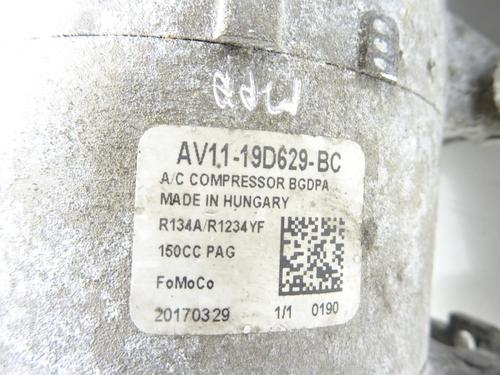 AV11-19D629-BC
A/C COMPRESSOR BGDPA
MADE IN HUNGARY
R134A/R1234YF
150CC PAG
FoMoCo
20170329 1/1 0190